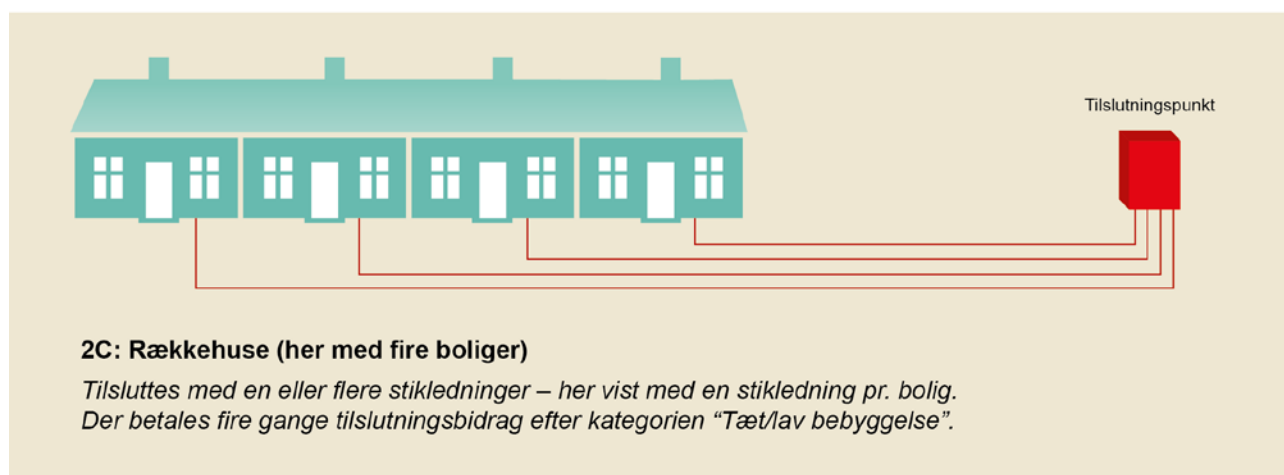 Tilslutningspunkt
2C: Rækkehuse (her med fire boliger)
Tilsluttes med en eller flere stikledninger – her vist med en stikledning pr. bolig.
Der betales fire gange tilslutningsbidrag efter kategorien “Tæt/lav bebyggelse”.